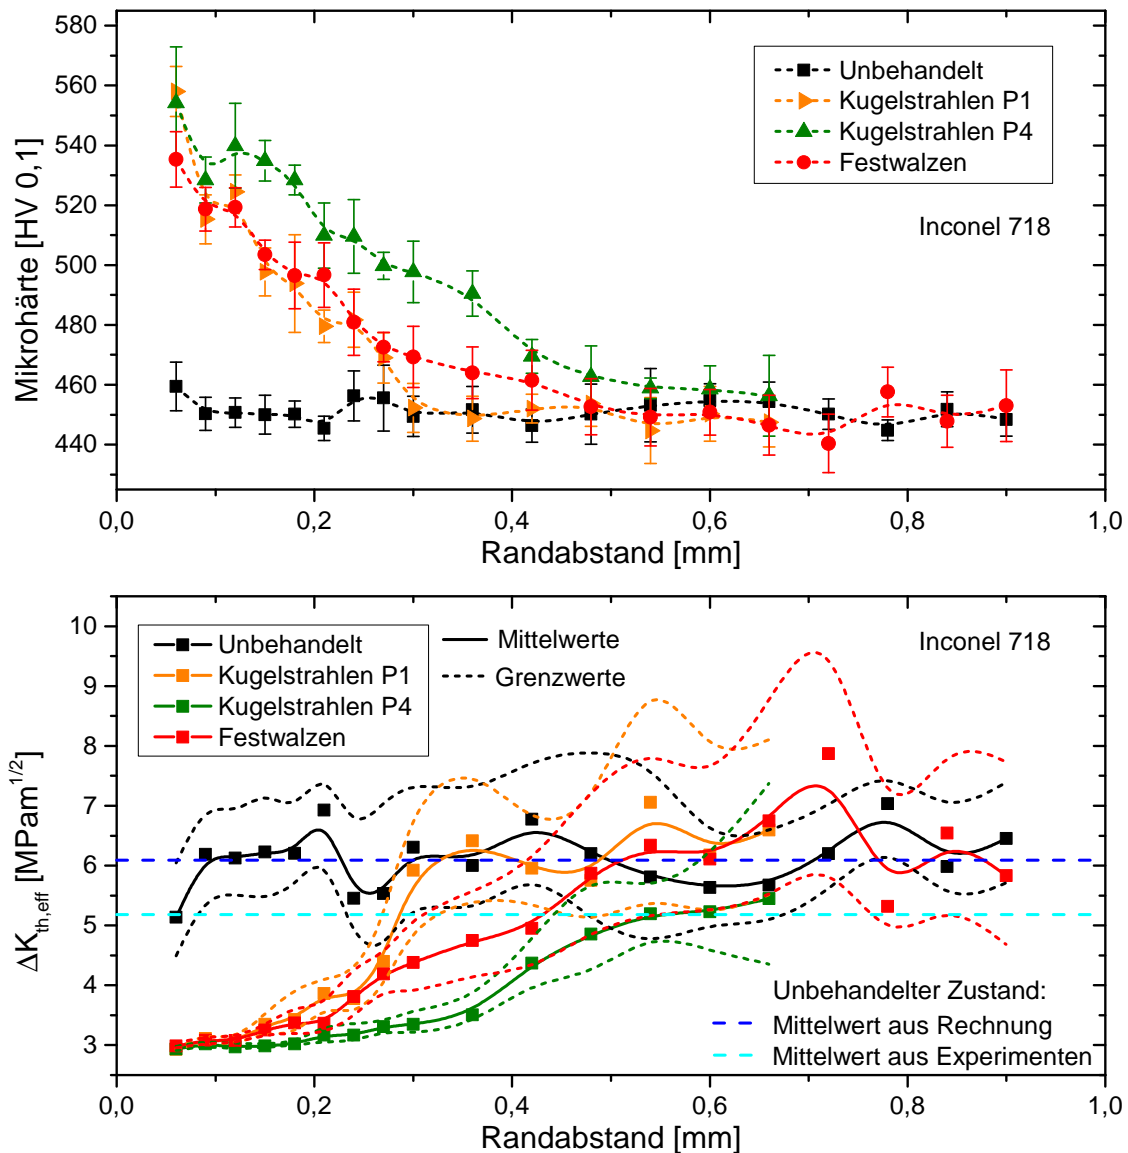 580
560
540
520
500
480
460
440
Mikrohärte [HV 0,1]
Unbehandelt
Kugelstrahlen P1
Kugelstrahlen P4
Festwalzen
Inconel 718
0,0 0,2 0,4 0,6 0,8 1,0
Randabstand [mm]
10
9
8
7
6
5
4
3
ΔK_th,eff [MPam^1/2]
Unbehandelt
Kugelstrahlen P1
Kugelstrahlen P4
Festwalzen
Mittelwerte
Grenzwerte
Inconel 718
Unbehandelter Zustand:
Mittelwert aus Rechnung
Mittelwert aus Experimenten
0,0 0,2 0,4 0,6 0,8 1,0
Randabstand [mm]